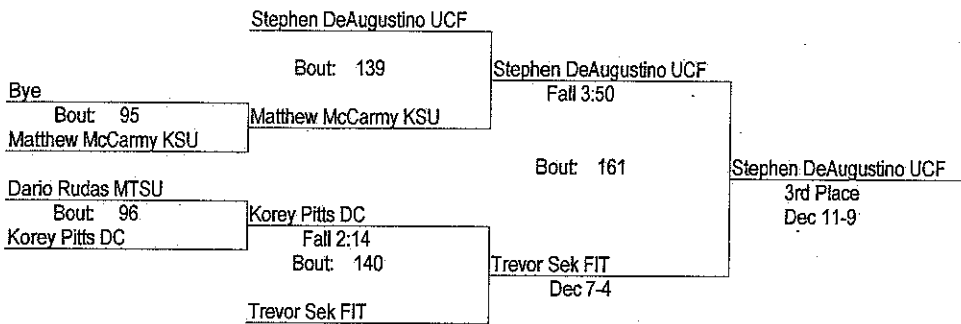 Stephen DeAugustino UCF
Bout: 139
Stephen DeAugustino UCF
Fall 3:50
Bye
Bout: 95
Matthew McCarmy KSU
Matthew McCarmy KSU
Bout: 161
Stephen DeAugustino UCF
3rd Place
Dec 11-9
Dario Rudas MTSU
Bout: 96
Korey Pitts DC
Korey Pitts DC
Fall 2:14
Bout: 140
Trevor Sek FIT
Dec 7-4
Trevor Sek FIT